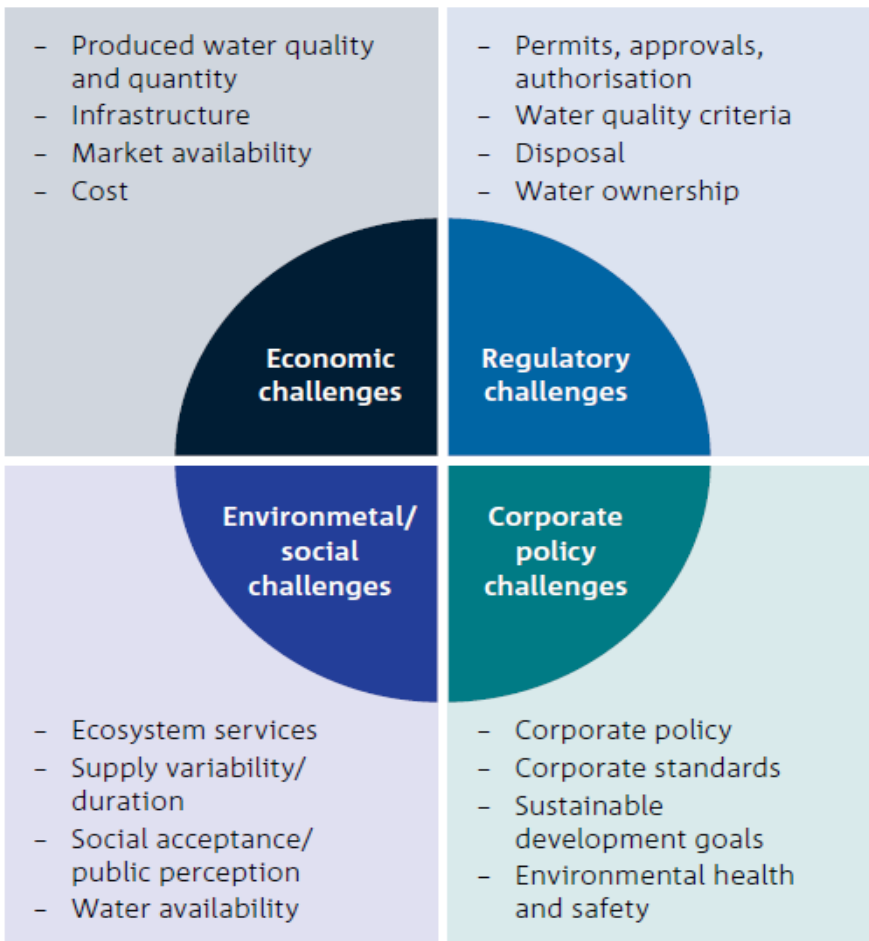 – Produced water quality
and quantity
– Infrastructure
– Market availability
– Cost
Economic
challenges
– Permits, approvals,
authorisation
– Water quality criteria
– Disposal
– Water ownership
Regulatory
challenges
Environmetal/
social
challenges
– Ecosystem services
– Supply variability/
duration
– Social acceptance/
public perception
– Water availability
Corporate
policy
challenges
– Corporate policy
– Corporate standards
– Sustainable
development goals
– Environmental health
and safety